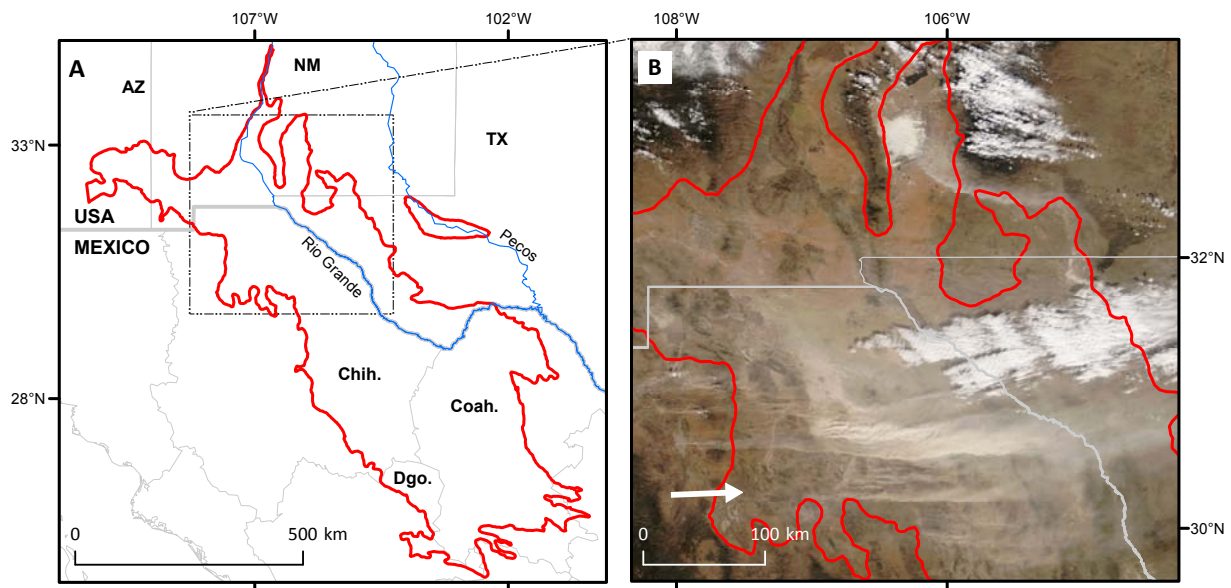 107°W
102°W
A
NM
AZ
33°N
TX
USA
MEXICO
Rio Grande
Pecos
28°N
Chih.
Coah.
Dgo.
0
500 km
108°W
106°W
B
32°N
30°N
0
100 km